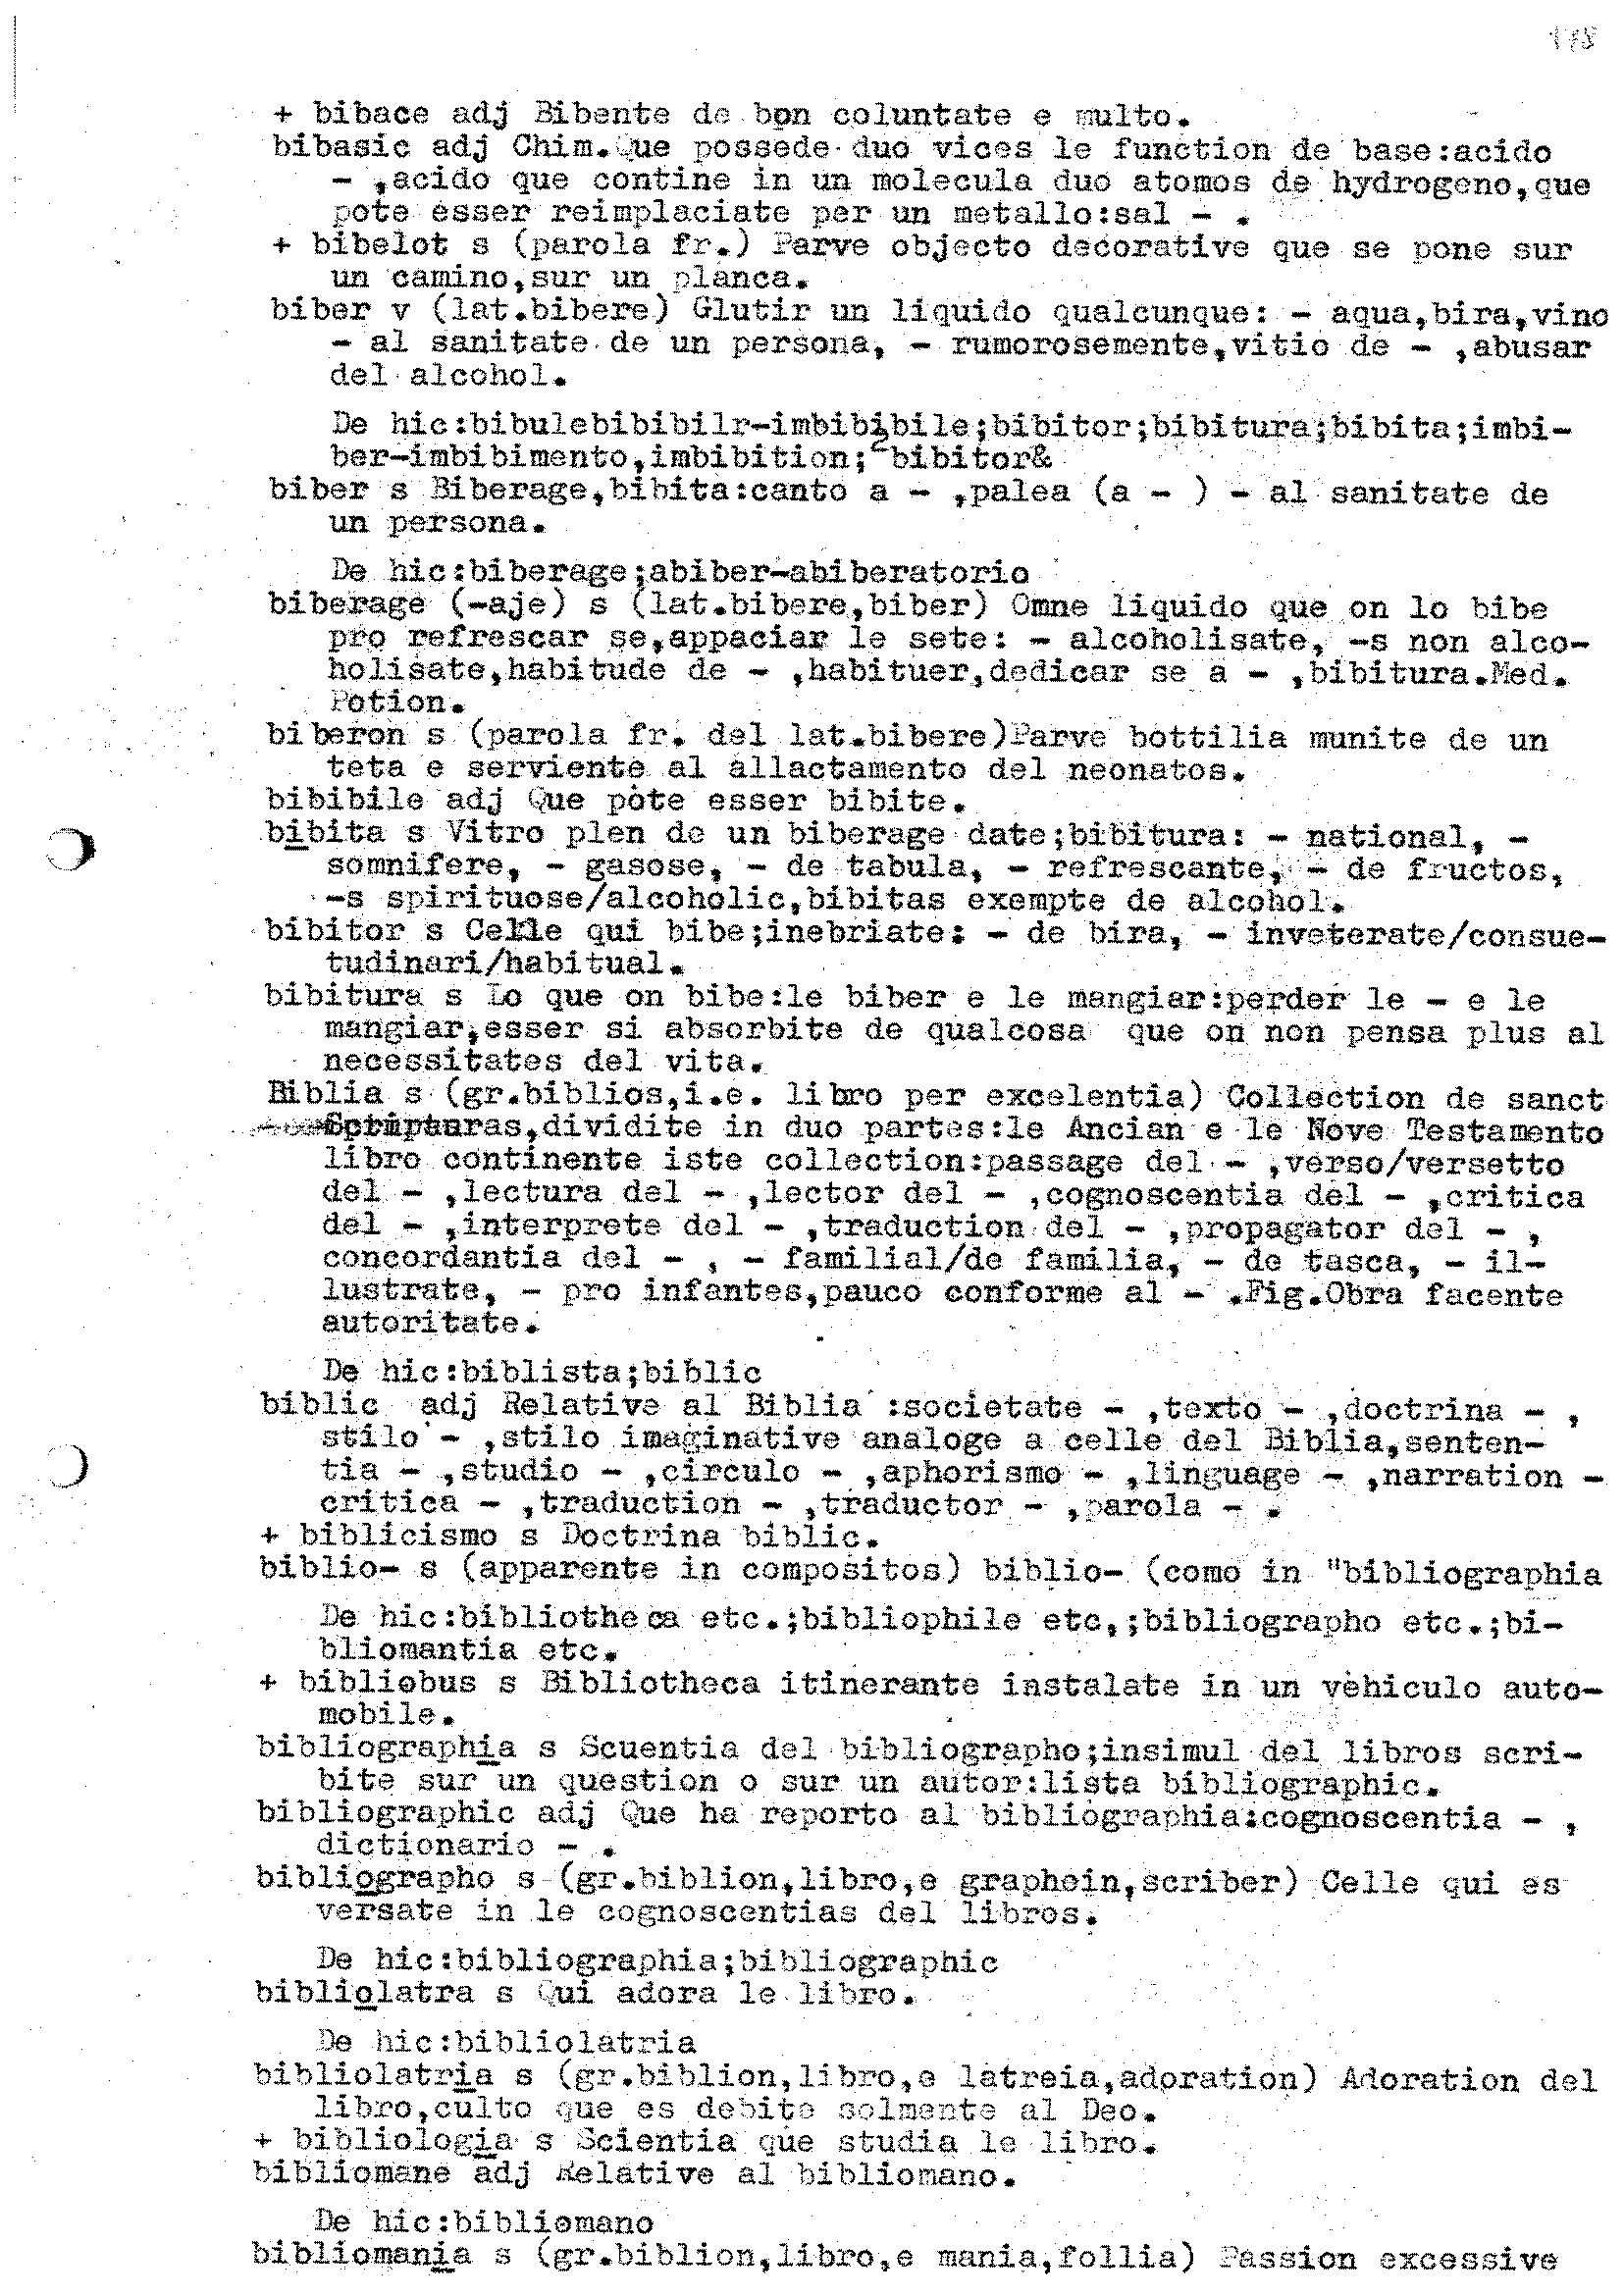 178
+ bibace adj Bibente de bon coluntate e multo.
bibasic adj Chim.Que possede duo vices le function de base:acido
- ,acido que contine in un molecula duo atomos de hydrogeno,que
pote esser reimplaciate per un metallo:sal - .
+ bibelot s (parola fr.) Parve objecto decorative que se pone sur
un camino,sur un planca.
biber v (lat.bibere) Glutir un liquido qualcunque: - aqua,bira,vino
- al sanitate de un persona, - rumorosemente,vitio de - ,abusar
del alcohol.
De hic:bibulebibibilr-imbibibile;bibitor;bibitura;bibita;imbi-
ber-imbibimento,imbibition;2bibitor&
biber s Biberage,bibita:canto a - ,palea (a - ) - al sanitate de
un persona.
De hic:biberage;abiber-abiberatorio
biberage (-aje) s (lat.bibere,biber) Omne liquido que on lo bibe
pro refrescar se,appaciar le sete: - alcoholisate, -s non alco-
holisate,habitude de - ,habituer,dedicar se a - ,bibitura.Med.
Potion.
biberon s (parola fr. del lat.bibere)Parve bottilia munite de un
teta e serviente al allactamento del neonatos.
bibibile adj Que pote esser bibite.
bibita s Vitro plen de un biberage date;bibitura: - national, -
somnifere, - gasose, - de tabula, - refrescante, - de fructos,
-s spirituose/alcoholic,bibitas exempte de alcohol.
bibitor s Celle qui bibe;inebriate: - de bira, - inveterate/consue-
tudinari/habitual.
bibitura s Lo que on bibe:le biber e le mangiar:perder le - e le
mangiar,esser si absorbite de qualcosa que on non pensa plus al
necessitates del vita.
Biblia s (gr.biblios,i.e. libro per excelentia) Collection de sanct
Scripturas,dividite in duo partes:le Ancian e le Nove Testamento
libro continente iste collection:passage del - ,verso/versetto
del - ,lectura del - ,lector del - ,cognoscentia del - ,critica
del - ,interprete del - ,traduction del - ,propagator del - ,
concordantia del - , - familial/de familia, - de tasca, - il-
lustrate, - pro infantes,pauco conforme al - .Fig.Obra facente
autoritate.
De hic:biblista;biblic
biblic adj Relative al Biblia :societate - ,texto - ,doctrina - ,
stilo - ,stilo imaginative analoge a celle del Biblia,senten-
tia - ,studio - ,circulo - ,aphorismo - ,linguage - ,narration -
critica - ,traduction - ,traductor - ,parola - .
+ biblicismo s Doctrina biblic.
biblio- s (apparente in compositos) biblio- (como in "bibliographia
De hic:bibliotheca etc.;bibliophile etc,;bibliographo etc.;bi-
bliomantia etc.
+ bibliobus s Bibliotheca itinerante instalate in un vehiculo auto-
mobile.
bibliographia s Scuentia del bibliographo;insimul del libros scri-
bite sur un question o sur un autor:lista bibliographic.
bibliographic adj Que ha reporto al bibliographia:cognoscentia - ,
dictionario - .
bibliographo s (gr.biblion,libro,e graphein,scriber) Celle qui es
versate in le cognoscentias del libros.
De hic:bibliographia;bibliographic
bibliolatra s Qui adora le libro.
De hic:bibliolatria
bibliolatria s (gr.biblion,libro,e latreia,adoration) Adoration del
libro,culto que es debite solmente al Deo.
+ bibliologia s Scientia que studia le libro.
bibliomane adj Relative al bibliomano.
De hic:bibliomano
bibliomania s (gr.biblion,libro,e mania,follia) Passion excessive